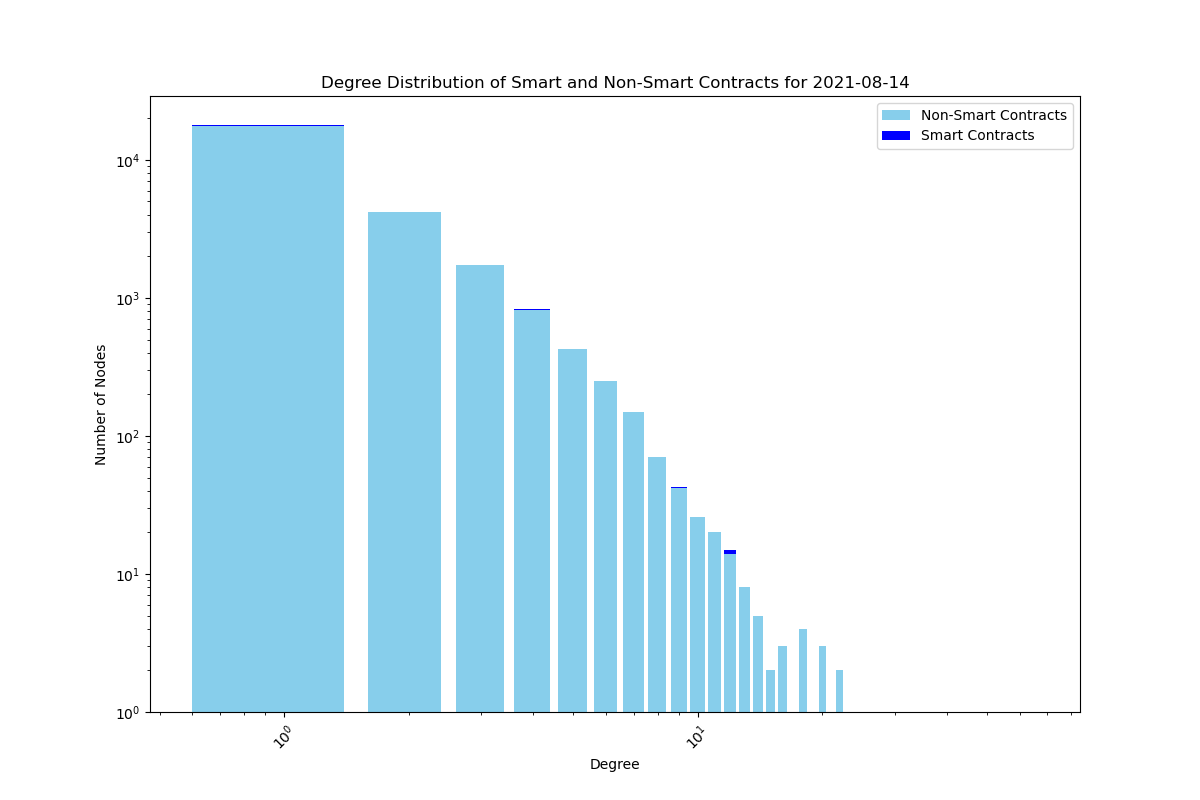 Degree Distribution of Smart and Non-Smart Contracts for 2021-08-14
Non-Smart Contracts
Smart Contracts
Number of Nodes
10⁴
10³
10²
10¹
10⁰
10⁰
10¹
Degree